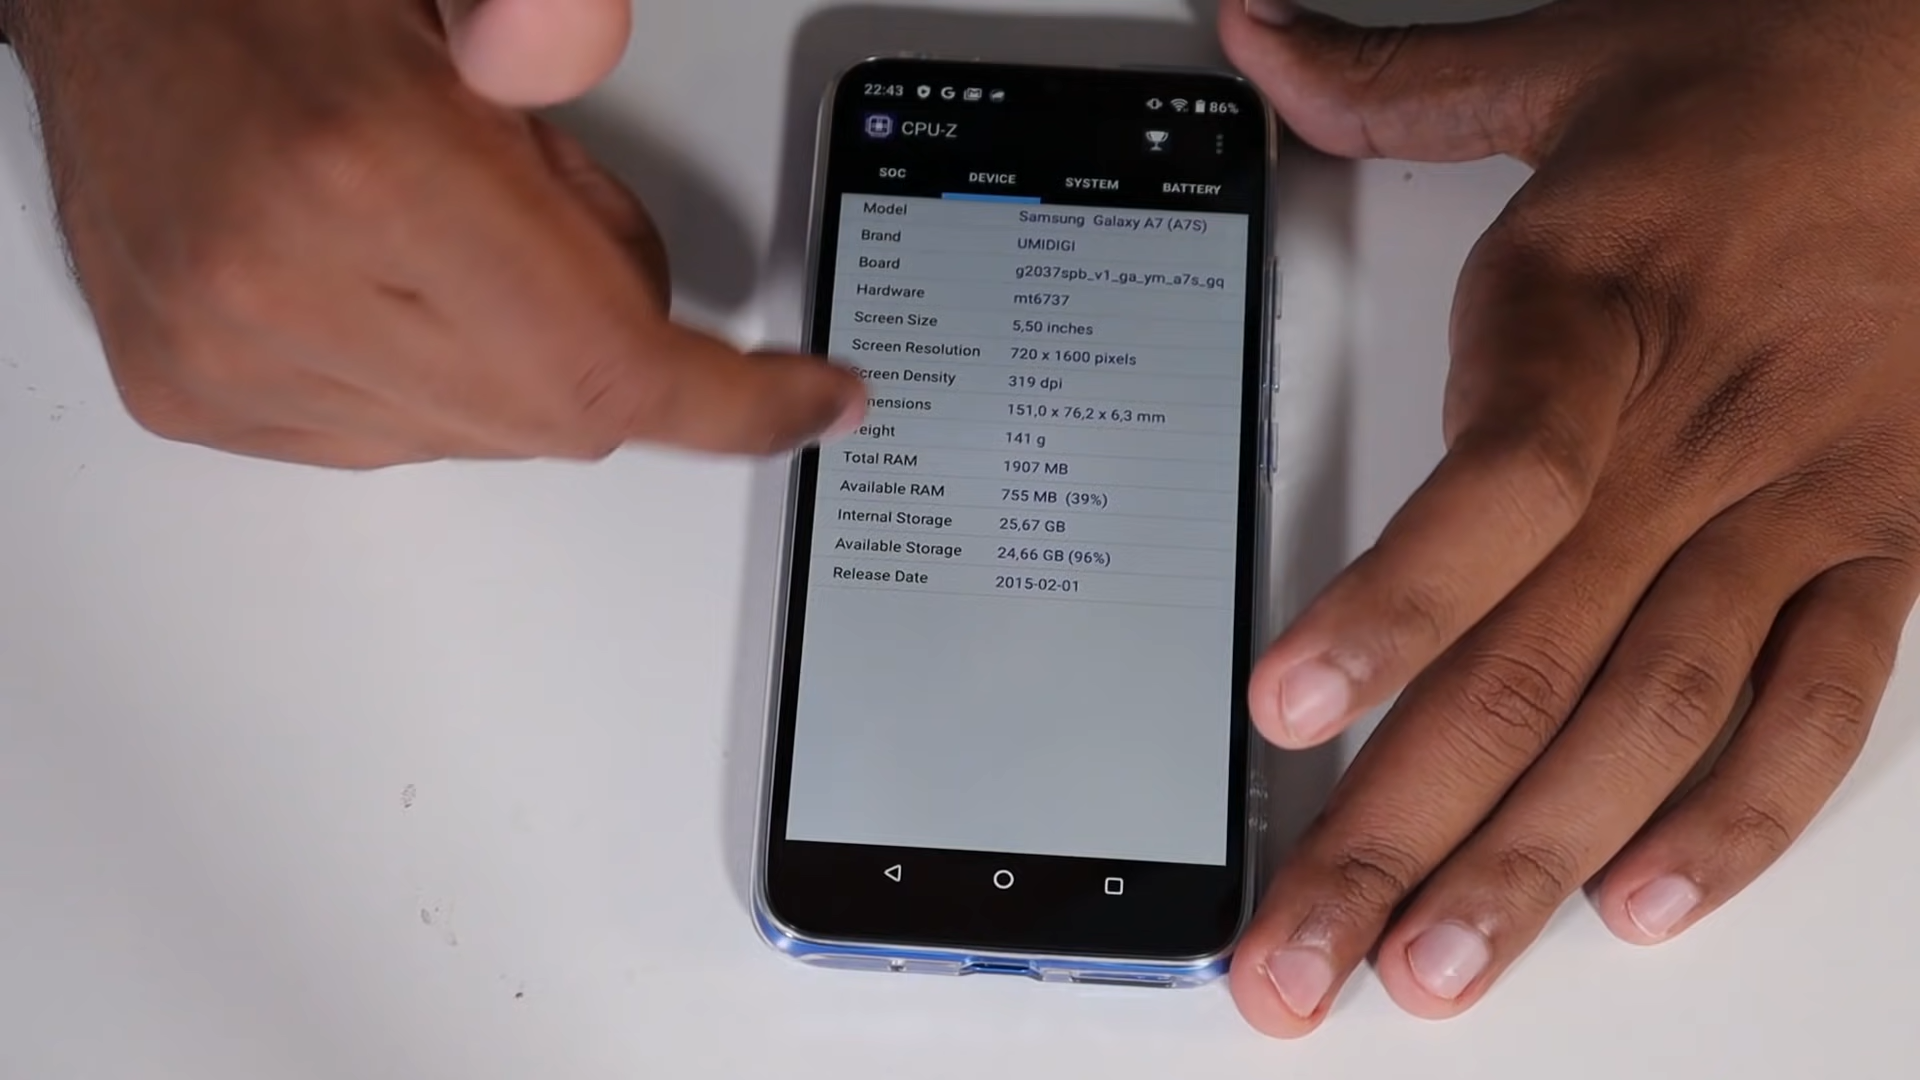 22:43 G 86%
CPU-Z
SOC DEVICE SYSTEM BATTERY
Model Samsung Galaxy A7 (A7S)
Brand UMIDIGI
Board g2037spb_v1_ga_ym_a7s_gq
Hardware mt6737
Screen Size 5,50 inches
Screen Resolution 720 x 1600 pixels
Screen Density 319 dpi
mensions 151,0 x 76,2 x 6,3 mm
eight 141 g
Total RAM 1907 MB
Available RAM 755 MB (39%)
Internal Storage 25,67 GB
Available Storage 24,66 GB (96%)
Release Date 2015-02-01